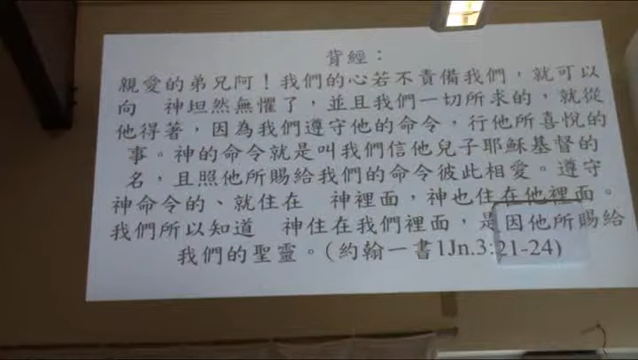 背經：
親愛的弟兄阿！我們的心若不責備我們，就可以
向　神坦然無懼了，並且我們一切所求的，就從
他得著，因為我們遵守他的命令，行他所喜悅的
事。神的命令就是叫我們信他兒子耶穌基督的
名，且照他所賜給我們的命令彼此相愛。遵守
神命令的、就住在　神裡面，神也住在他裡面。
我們所以知道　神住在我們裡面，是因他所賜給
我們的聖靈。(約翰一書1Jn.3:21-24)